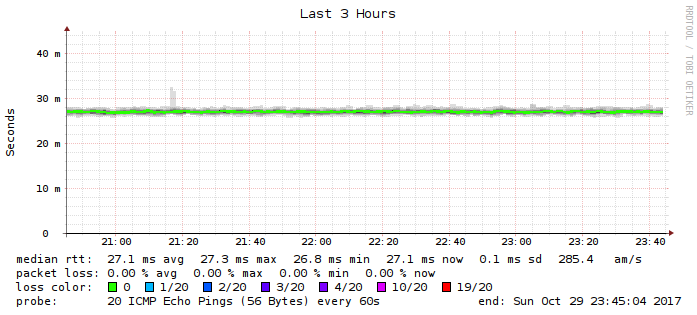 Last 3 Hours
RRDTOOL / TOBI OETIKER
Seconds
40 m
30 m
20 m
10 m
0
21:00 21:20 21:40 22:00 22:20 22:40 23:00 23:20 23:40
median rtt: 27.1 ms avg 27.3 ms max 26.8 ms min 27.1 ms now 0.1 ms sd 285.4 am/s
packet loss: 0.00 % avg 0.00 % max 0.00 % min 0.00 % now
loss color: 0 1/20 2/20 3/20 4/20 10/20 19/20
probe: 20 ICMP Echo Pings (56 Bytes) every 60s end: Sun Oct 29 23:45:04 2017